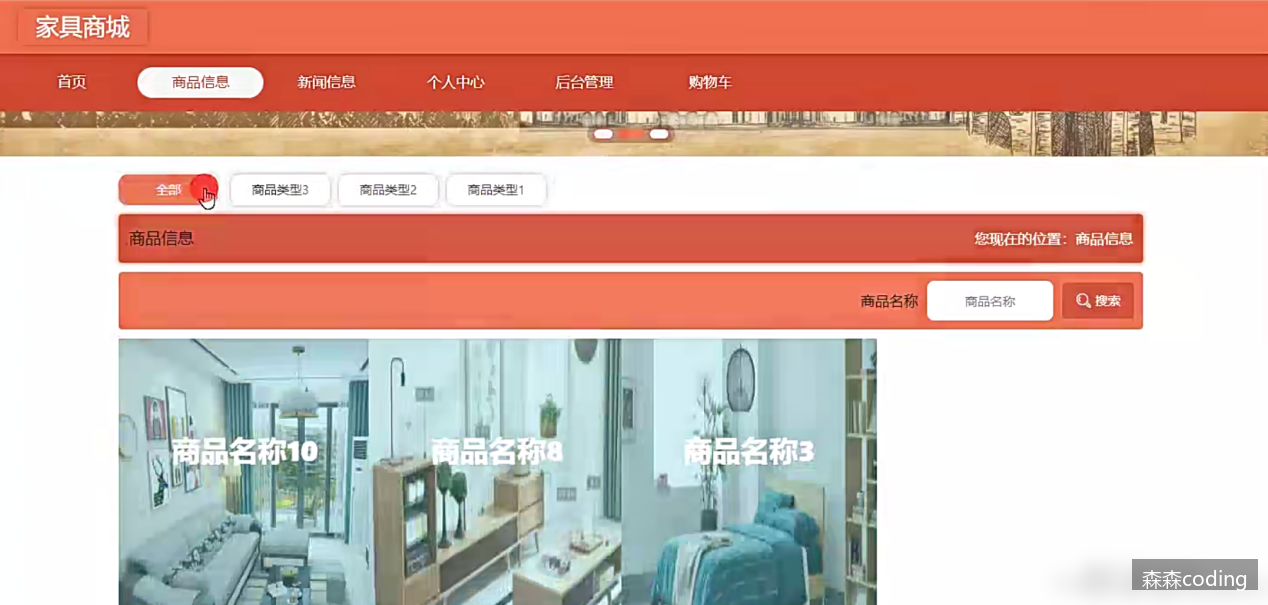 家具商城
首页 商品信息 新闻信息 个人中心 后台管理 购物车
全部 商品类型3 商品类型2 商品类型1
商品信息 您现在的位置：商品信息
商品名称 商品名称 搜索
商品名称10 商品名称8 商品名称3
森森coding